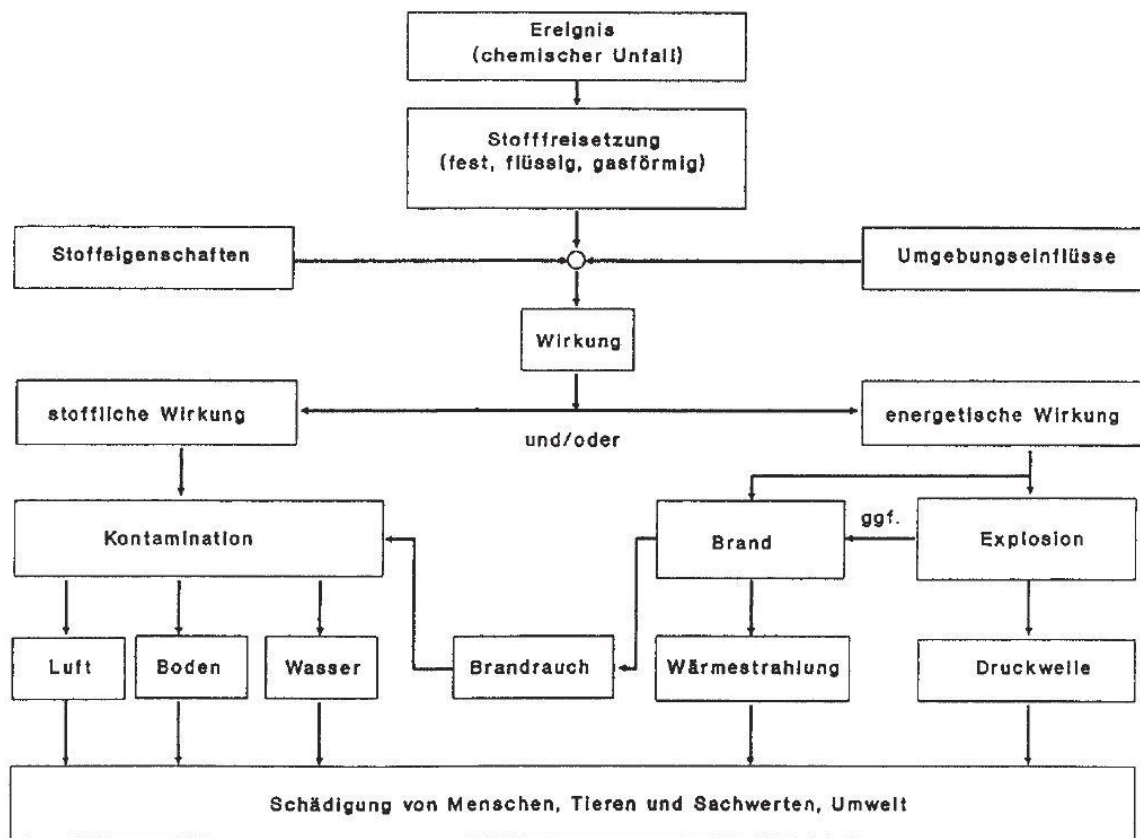 Ereignis
(chemischer Unfall)
Stofffreisetzung
(fest, flüssig, gasförmig)
Stoffeigenschaften
Umgebungseinflüsse
Wirkung
stoffliche Wirkung
und/oder
energetische Wirkung
Kontamination
Brand
ggf.
Explosion
Luft
Boden
Wasser
Brandrauch
Wärmestrahlung
Druckwelle
Schädigung von Menschen, Tieren und Sachwerten, Umwelt